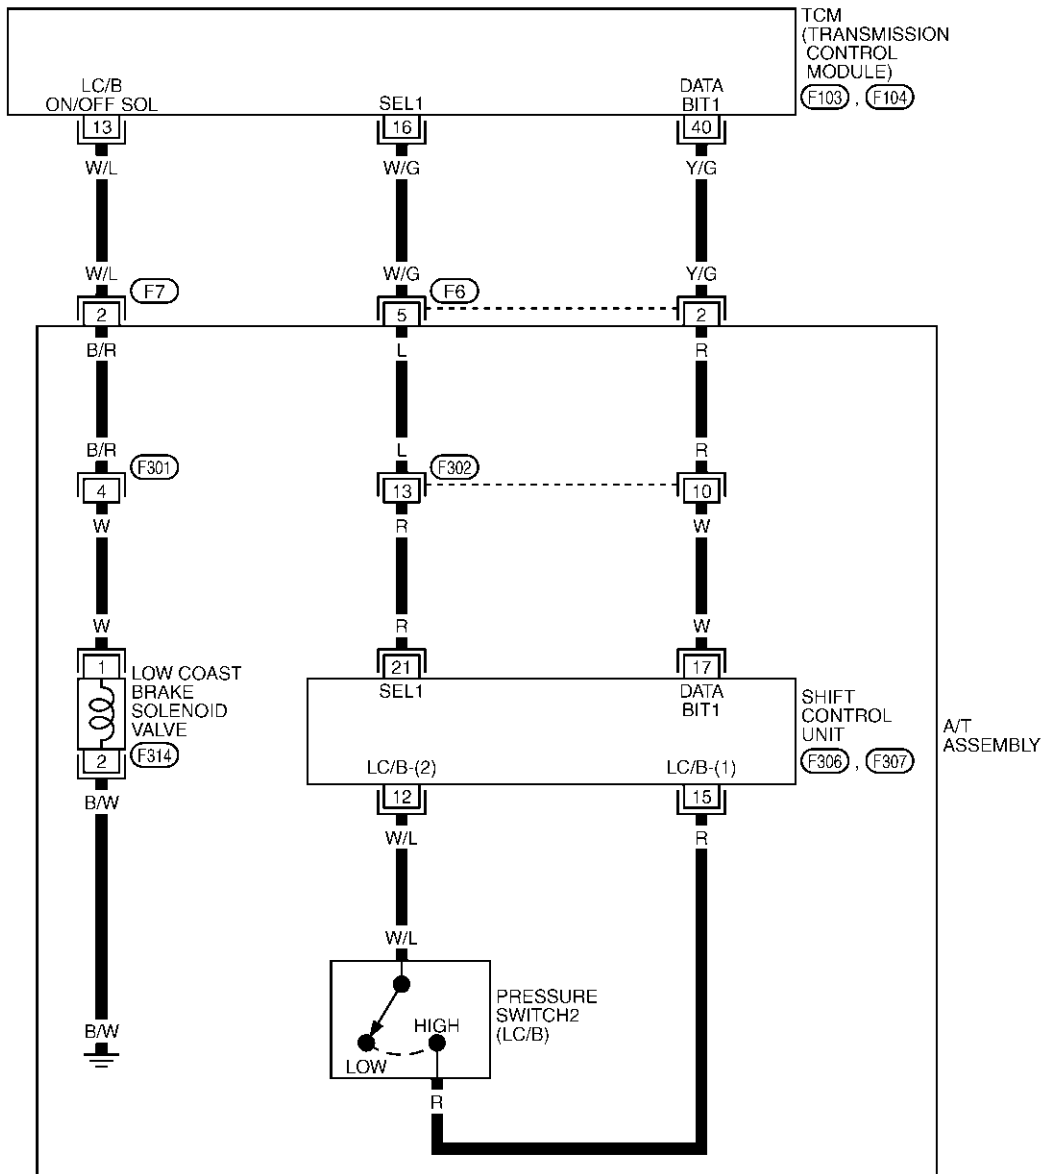 TCM
(TRANSMISSION
CONTROL
MODULE)
F103 , F104
LC/B
ON/OFF SOL
SEL1
DATA
BIT1
13
16
40
W/L
W/G
Y/G
W/L
W/G
Y/G
F7
F6
2
5
2
B/R
L
R
B/R
L
R
F301
F302
4
13
10
W
R
W
W
R
W
1
21
17
LOW COAST
BRAKE
SOLENOID
VALVE
F314
2
SEL1
DATA
BIT1
SHIFT
CONTROL
UNIT
F306 , F307
A/T
ASSEMBLY
LC/B-(2)
LC/B-(1)
12
15
B/W
W/L
R
W/L
PRESSURE
SWITCH2
(LC/B)
HIGH
LOW
B/W
R